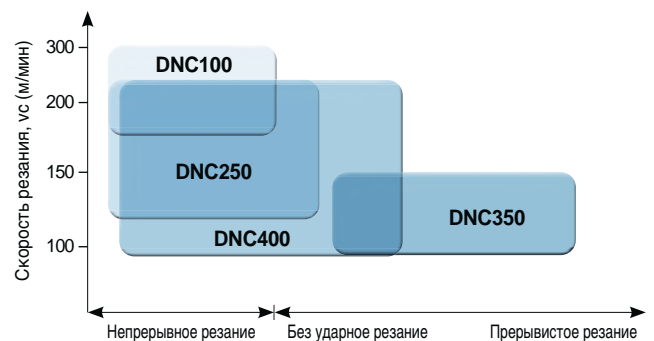 Скорость резания, vc (м/мин)
300
200
150
100
DNC100
DNC250
DNC400
DNC350
Непрерывное резание
Без ударное резание
Прерывистое резание